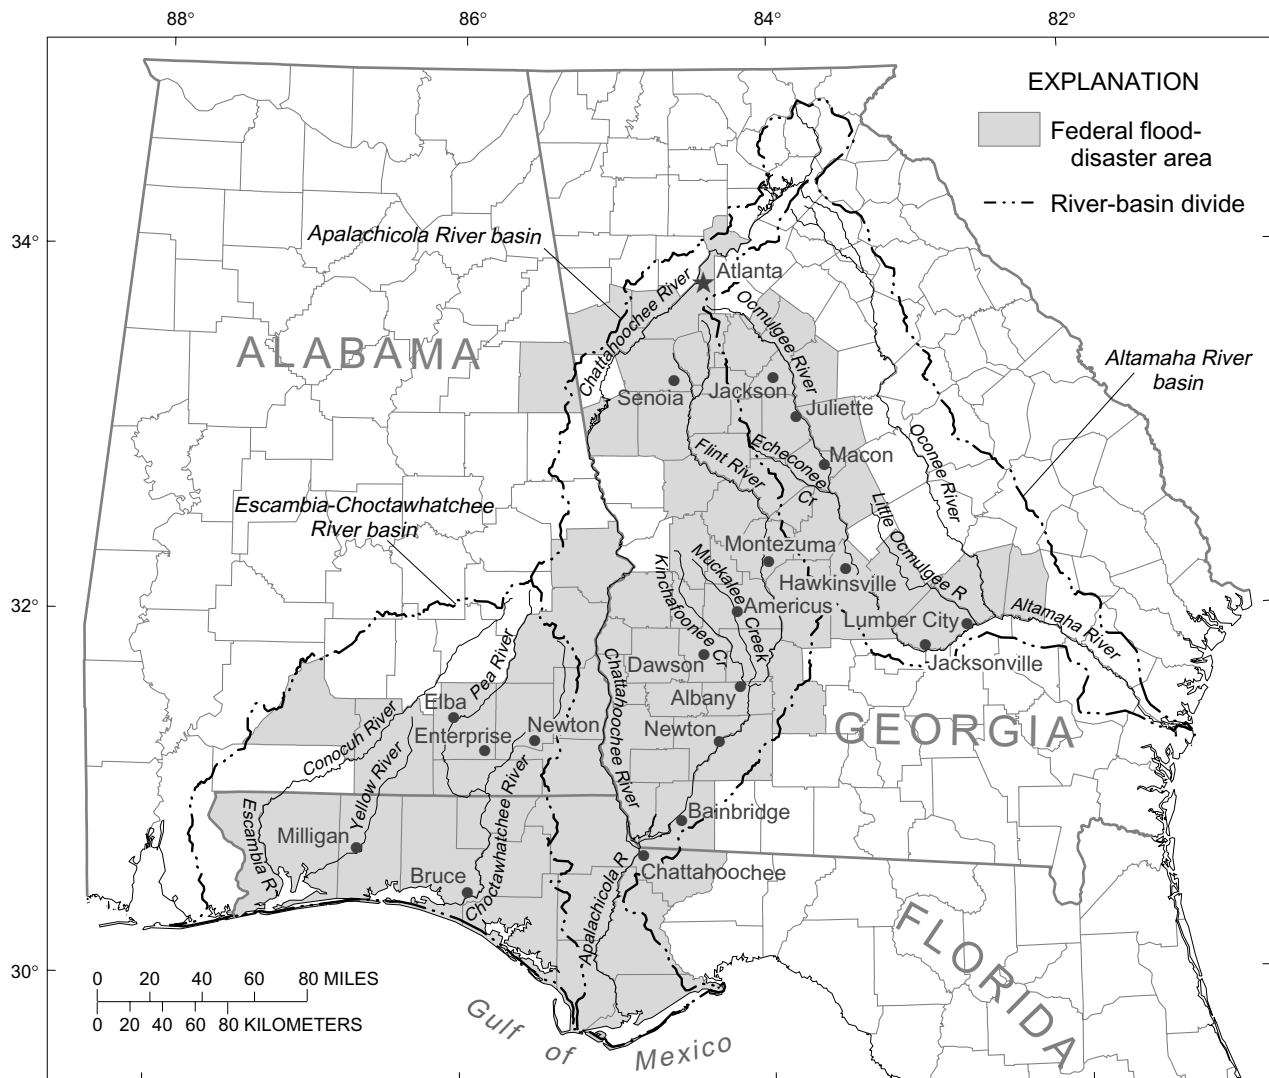 88°
86°
84°
82°
EXPLANATION
Federal flood-
disaster area
River-basin divide
34°
Apalachicola River basin
Atlanta
Chattahoochee River
Ocmulgee River
ALABAMA
Altamaha River
basin
Senoia
Jackson
Juliette
Flint River
Echeconee
Cr
Macon
Oconee River
Escambia-Choctawhatchee
River basin
Little Ocmulgee R
Montezuma
Kinchafoonee Cr
Muckalee Creek
Hawkinsville
32°
Americus
Lumber City
Altamaha River
Dawson
Jacksonville
Chattahoochee River
Pea River
Albany
Elba
Conocuh River
Enterprise
Newton
Newton
GEORGIA
Yellow River
Choctawhatchee River
Escambia R
Milligan
Bainbridge
Bruce
Chattahoochee
Apalachicola R
FLORIDA
30°
0 20 40 60 80 MILES
0 20 40 60 80 KILOMETERS
Gulf of Mexico